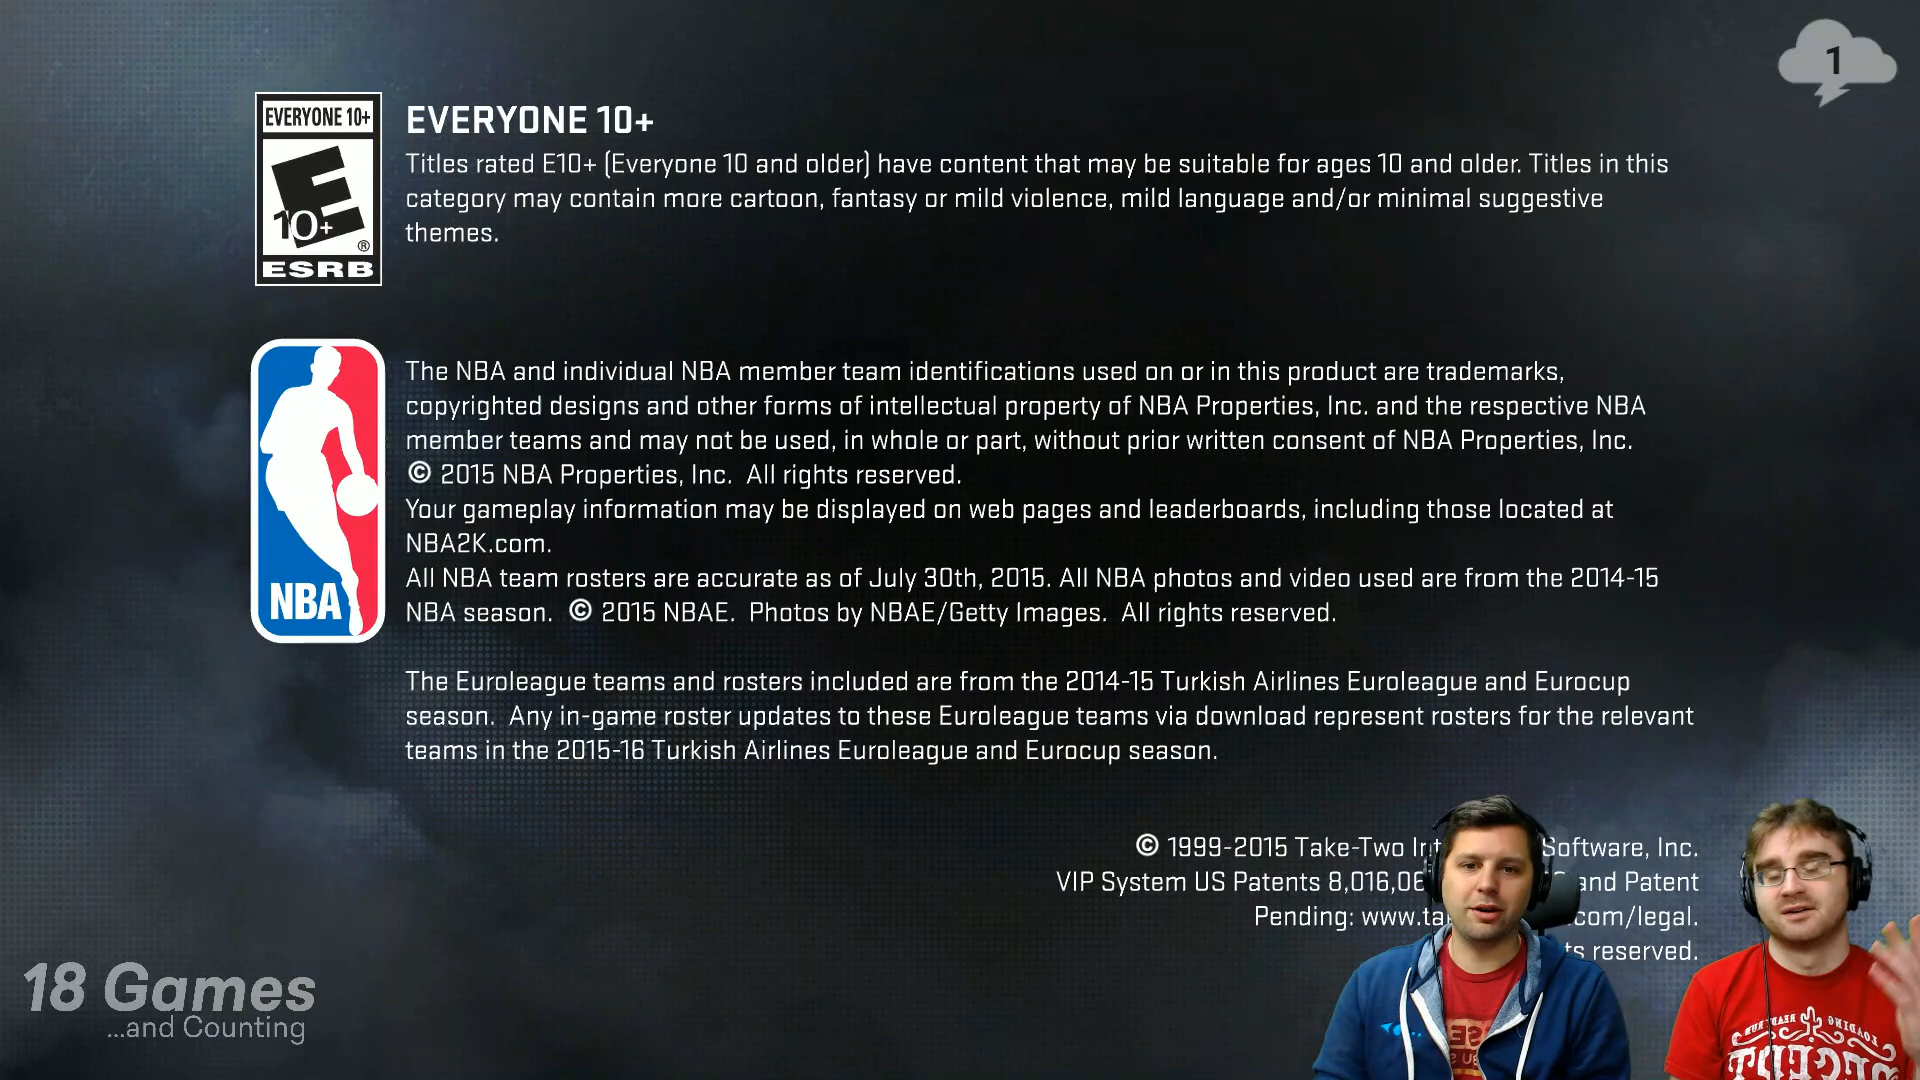 1
EVERYONE 10+
EVERYONE 10+
Titles rated E10+ (Everyone 10 and older) have content that may be suitable for ages 10 and older. Titles in this
category may contain more cartoon, fantasy or mild violence, mild language and/or minimal suggestive
themes.
10+
®
ESRB
The NBA and individual NBA member team identifications used on or in this product are trademarks,
copyrighted designs and other forms of intellectual property of NBA Properties, Inc. and the respective NBA
member teams and may not be used, in whole or part, without prior written consent of NBA Properties, Inc.
© 2015 NBA Properties, Inc. All rights reserved.
Your gameplay information may be displayed on web pages and leaderboards, including those located at
NBA2K.com.
All NBA team rosters are accurate as of July 30th, 2015. All NBA photos and video used are from the 2014-15
NBA season. © 2015 NBAE. Photos by NBAE/Getty Images. All rights reserved.
NBA
The Euroleague teams and rosters included are from the 2014-15 Turkish Airlines Euroleague and Eurocup
season. Any in-game roster updates to these Euroleague teams via download represent rosters for the relevant
teams in the 2015-16 Turkish Airlines Euroleague and Eurocup season.
© 1999-2015 Take-Two Software, Inc.
VIP System US Patents and Patent
Pending: com/legal.
reserved.
18 Games
...and Counting